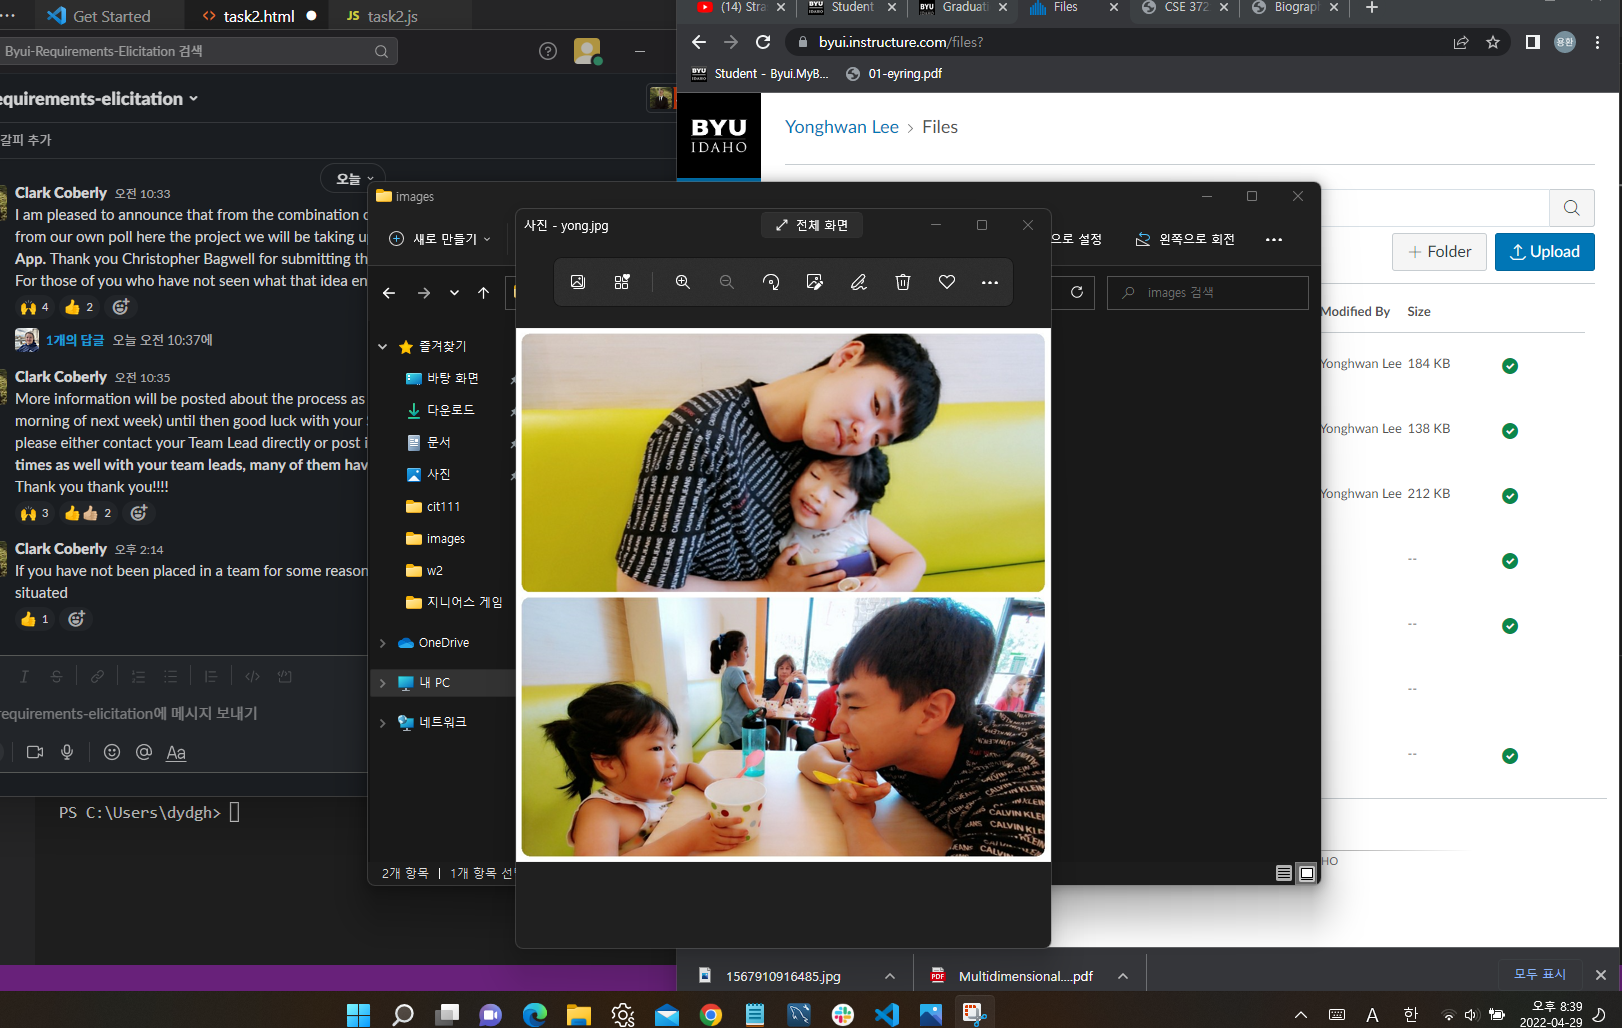 Get Started
task2.html
JS task2.js
Byui-Requirements-Elicitation 검색
equirements-elicitation
갈피 추가
오늘
Clark Coberly 오전 10:33
I am pleased to announce that from the combination
from our own poll here the project we will be taking
App. Thank you Christopher Bagwell for submitting
For those of you who have not seen what that idea
4
2
1개의 답글 오늘 오전 10:37에
Clark Coberly 오전 10:35
More information will be posted about the process as
morning of next week) until then good luck with your
please either contact your Team Lead directly or post
times as well with your team leads, many of them
Thank you thank you!!!!
3
2
Clark Coberly 오후 2:14
If you have not been placed in a team for some reason
situated
1
equirements-elicitation에 메시지 보내기
Aa
PS C:\Users\dydgh>
images
새로 만들기
으로 설정
왼쪽으로 회전
images 검색
즐겨찾기
바탕 화면
다운로드
문서
사진
cit111
images
w2
지니어스 게임
OneDrive
내 PC
네트워크
2개 항목
1개 항목
사진 - yong.jpg
전체 화면
CALVIN KLEIN JEANS
(14) Stra
Student
Graduati
Files
CSE 372
Biograp
byui.instructure.com/files?
용환
BYU Student - Byui.MyB...
01-eyring.pdf
BYU
IDAHO
Yonghwan Lee
Files
Folder
Upload
Modified By
Size
Yonghwan Lee 184 KB
Yonghwan Lee 138 KB
Yonghwan Lee 212 KB
--
--
--
--
HO
1567910916485.jpg
PDF
Multidimensional....pdf
모두 표시
A
한
오후 8:39
2022-04-29